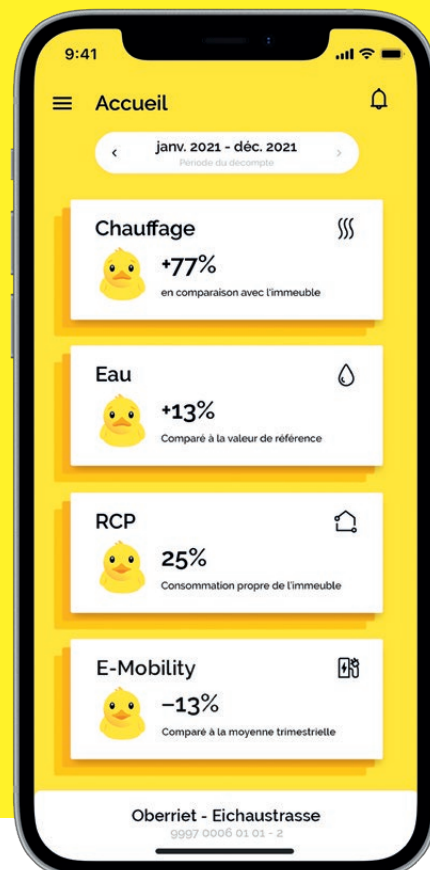 9:41
Accueil
janv. 2021 - déc. 2021
Période du décompte
Chauffage
+77%
en comparaison avec l'immeuble
Eau
+13%
Comparé à la valeur de référence
RCP
25%
Consommation propre de l'immeuble
E-Mobility
–13%
Comparé à la moyenne trimestrielle
Oberriet - Eichaustrasse
9997 0006 01 01 - 2